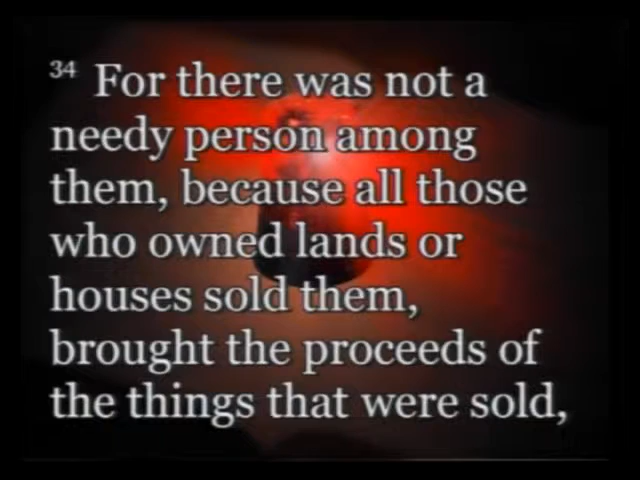 34 For there was not a
needy person among
them, because all those
who owned lands or
houses sold them,
brought the proceeds of
the things that were sold,